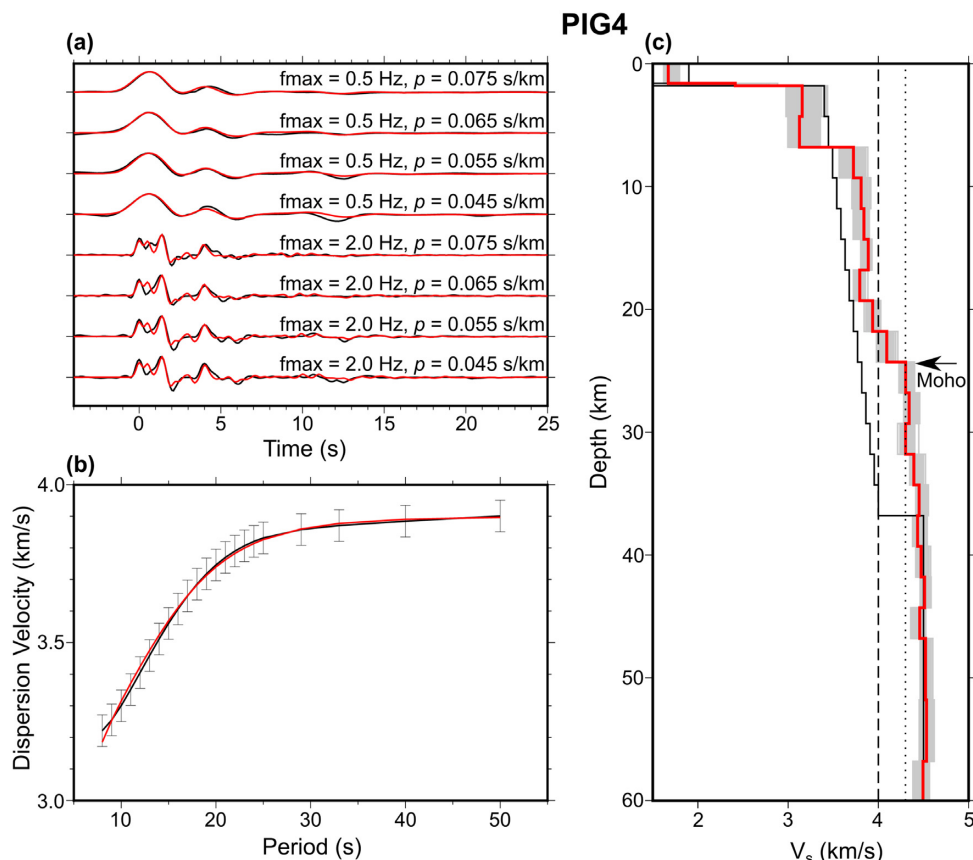 PIG4
(a)
fmax = 0.5 Hz, p = 0.075 s/km
fmax = 0.5 Hz, p = 0.065 s/km
fmax = 0.5 Hz, p = 0.055 s/km
fmax = 0.5 Hz, p = 0.045 s/km
fmax = 2.0 Hz, p = 0.075 s/km
fmax = 2.0 Hz, p = 0.065 s/km
fmax = 2.0 Hz, p = 0.055 s/km
fmax = 2.0 Hz, p = 0.045 s/km
0 5 10 15 20 25
Time (s)
(b)
4.0
3.5
3.0
Dispersion Velocity (km/s)
10 20 30 40 50
Period (s)
(c)
0
10
20
30
40
50
60
Depth (km)
Moho
2 3 4 5
Vs (km/s)